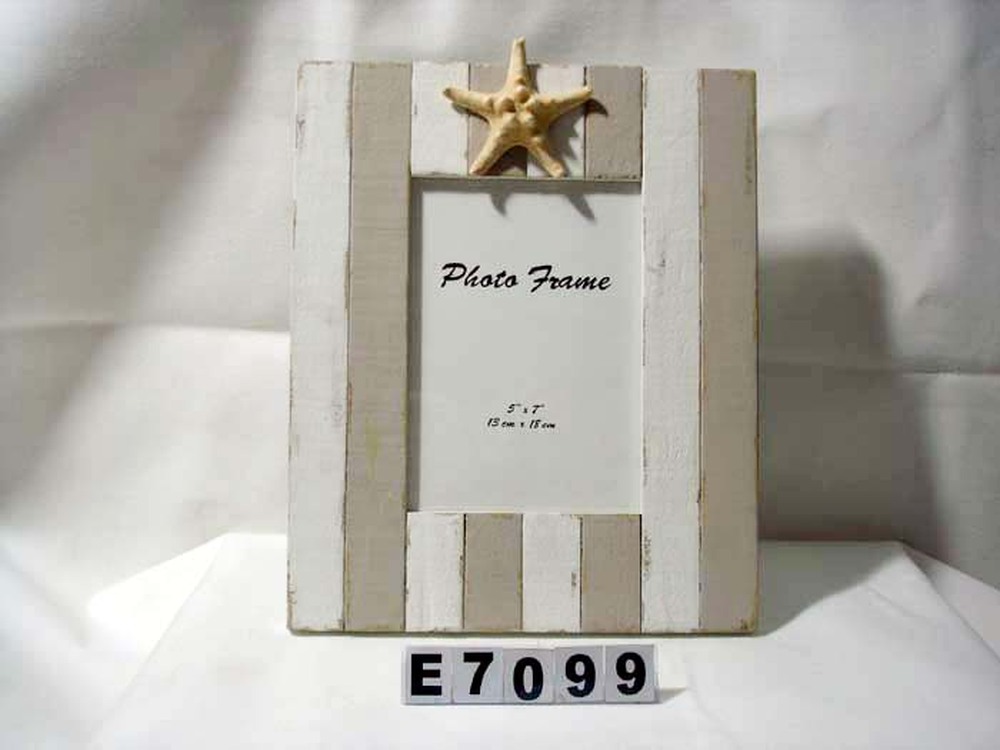 Photo Frame
5" x 7"
13 cm x 18 cm
E7099